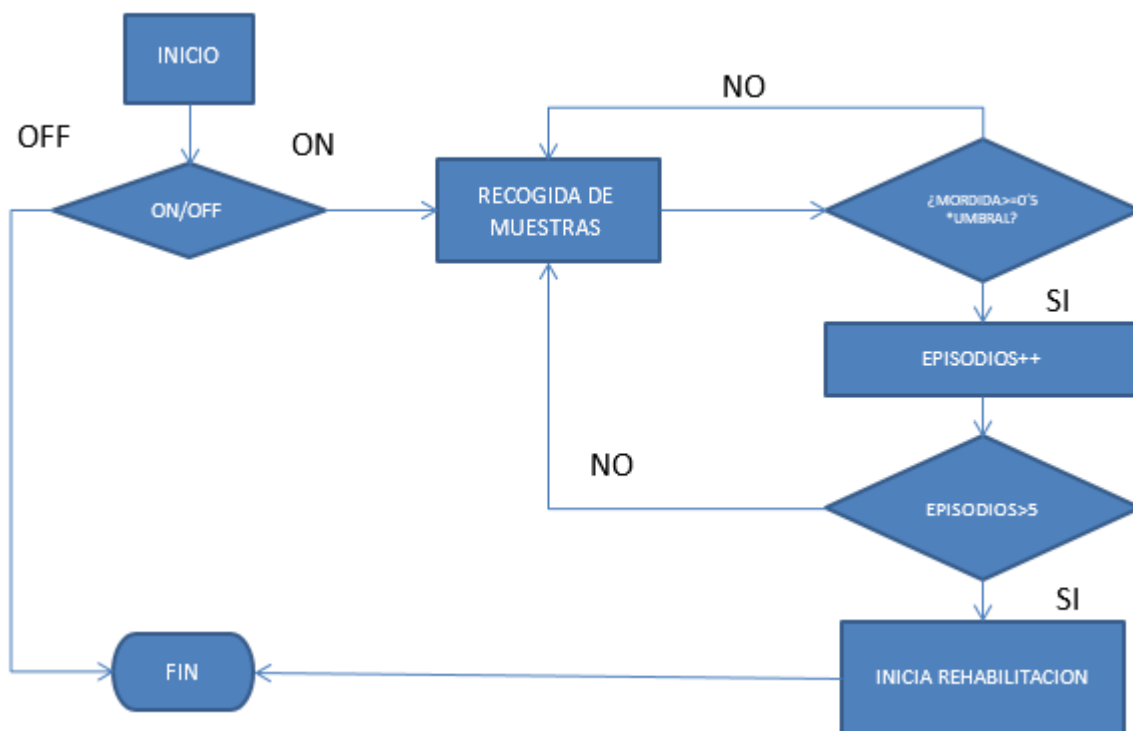 INICIO
OFF
ON
NO
ON/OFF
RECOGIDA DE
MUESTRAS
¿MORDIDA>=0'5
*UMBRAL?
SI
EPISODIOS++
NO
EPISODIOS>5
SI
FIN
INICIA REHABILITACION